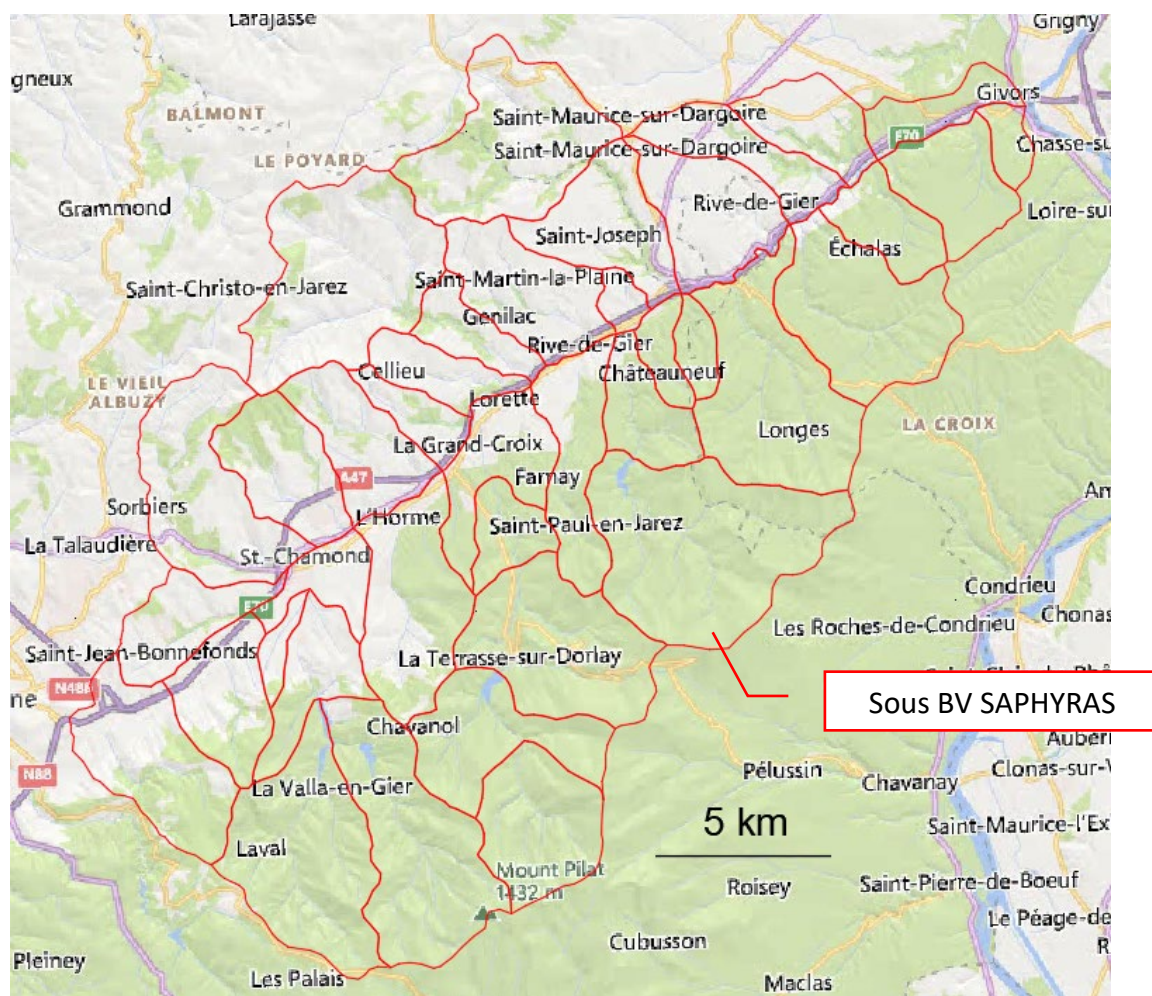 Larajasse
Grigny
gneux
Givors
BALMONT
Saint-Maurice-sur-Dargoire
E70
Chasse-su
Saint-Maurice-sur-Dargoire
LE POYARD
Grammond
Rive-de-Gier
Loire-sur
Saint-Joseph
Échalas
Saint-Christo-en-Jarez
Saint-Martin-la-Plaine
Génilac
Rive-de-Gier
Cellieu
Châteauneuf
LE VIEIL
ALBUZY
Lorette
LA CROIX
La Grand-Croix
Longes
Farnay
A47
Am
Sorbiers
L'Horme
Saint-Paul-en-Jarez
La Talaudière
St.-Chamond
Condrieu
E70
Chonas
Les Roches-de-Condrieu
Saint-Jean-Bonnefonds
La Terrasse-sur-Dorlay
ne
N488
Sous BV SAPHYRAS
Chavanol
Auberi
N88
Pélussin
Clonas-sur-V
La Valla-en-Gier
Chavanay
5 km
Saint-Maurice-l'Ex
Laval
Mount Pilat
1432 m
Roisey
Saint-Pierre-de-Boeuf
Le Péage-de
Cubusson
R
Pleiney
Les Palais
Maclas